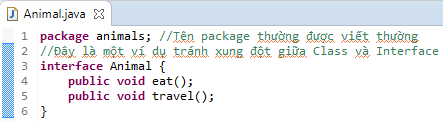 Animal.java
1 package animals; //Tên package thường được viết thường
2 //Đây là một ví dụ tránh xung đột giữa Class và Interface
3 interface Animal {
4 public void eat();
5 public void travel();
6 }